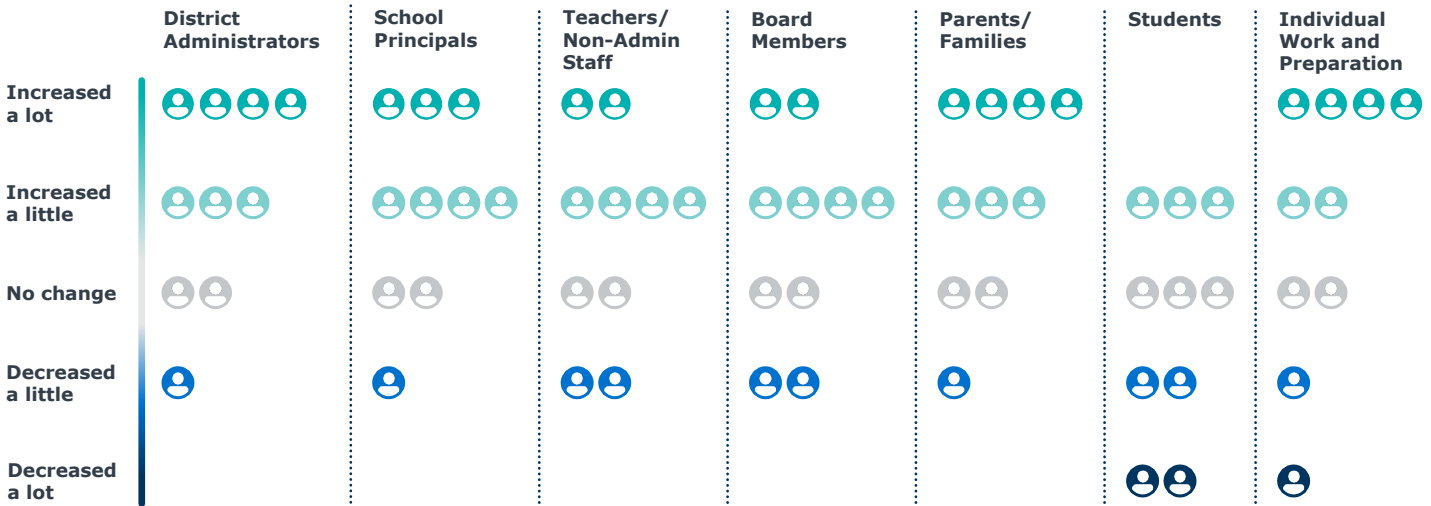 District
Administrators
School
Principals
Teachers/
Non-Admin
Staff
Board
Members
Parents/
Families
Students
Individual
Work and
Preparation
Increased
a lot
Increased
a little
No change
Decreased
a little
Decreased
a lot